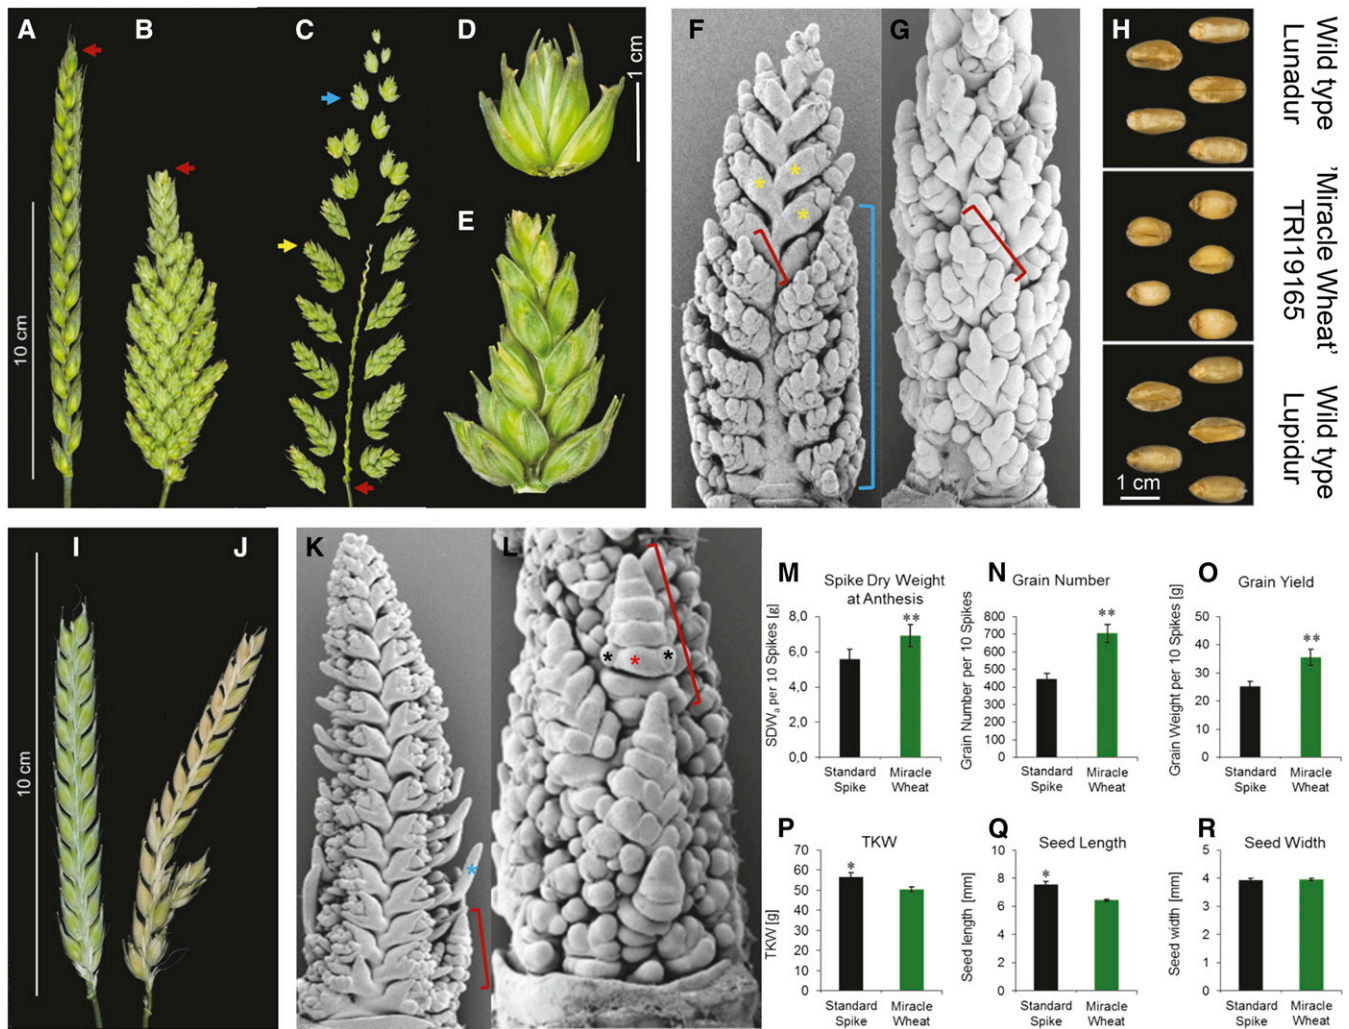 A
B
C
D
E
1 cm
10 cm
F
G
H
1 cm
Wild type
Lunadur
'Miracle Wheat'
TRI19165
Wild type
Lupidur
I
J
10 cm
K
L
M
Spike Dry Weight
at Anthesis
SDWa per 10 Spikes [g]
8,0
6,0
4,0
2,0
0,0
**
Standard
Spike
Miracle
Wheat
N
Grain Number
Grain Number per 10 Spikes
800
700
600
500
400
300
200
100
0
**
Standard
Spike
Miracle
Wheat
O
Grain Yield
Grain Weight per 10 Spikes [g]
50
40
30
20
10
0
**
Standard
Spike
Miracle
Wheat
P
TKW
TKW [g]
70
60
50
40
30
20
10
0
*
Standard
Spike
Miracle
Wheat
Q
Seed Length
Seed length [mm]
10
8
6
4
2
0
*
Standard
Spike
Miracle
Wheat
R
Seed Width
Seed width [mm]
5
4
3
2
1
0
Standard
Spike
Miracle
Wheat